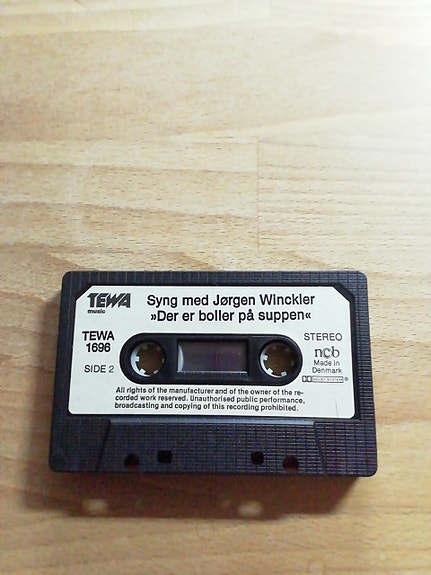 TEWA
music
Syng med Jørgen Winckler
»Der er boller på suppen«
TEWA
1696
SIDE 2
STEREO
ncb
Made in
Denmark
DOLBY SYSTEM ®
All rights of the manufacturer and of the owner of the re-
corded work reserved. Unauthorised public performance,
broadcasting and copying of this recording prohibited.